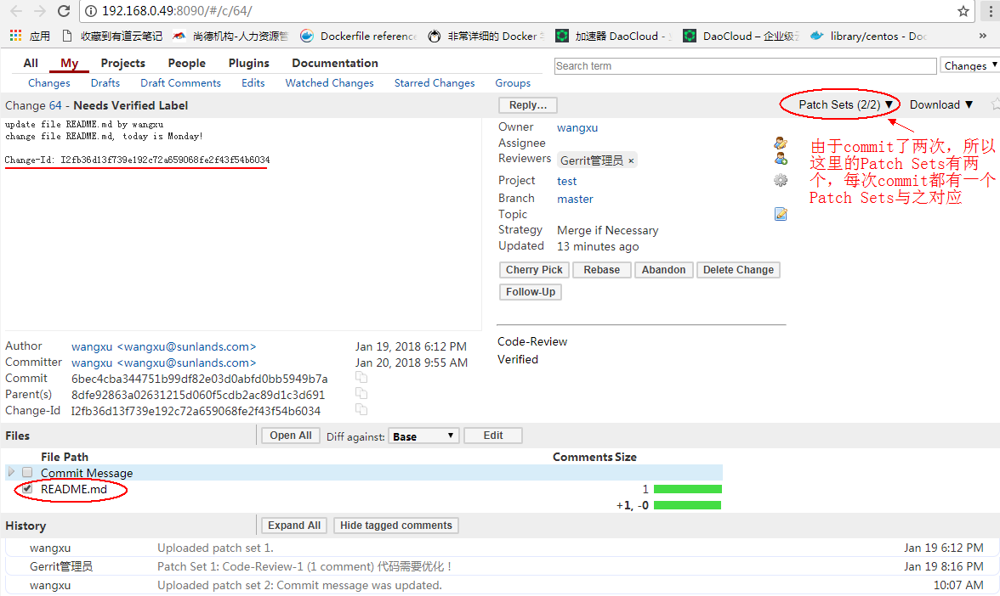 192.168.0.49:8090/#/c/64/
应用 收藏到有道云笔记 尚德机构-人力资源管 Dockerfile reference 非常详细的 Docker 加速器 DaoCloud - DaoCloud – 企业级云 library/centos - Doc »
All My Projects People Plugins Documentation
Search term Changes
Changes Drafts Draft Comments Edits Watched Changes Starred Changes Groups
Change 64 - Needs Verified Label Reply… Patch Sets (2/2) ▼ Download ▼
update file README.md by wangxu
change file README.md, today is Monday!
Change-Id: I2fb36d13f739e192c72a659068fe2f43f54b6034
Owner wangxu
Assignee
Reviewers Gerrit管理员 ×
Project test
Branch master
Topic
Strategy Merge if Necessary
Updated 13 minutes ago
Cherry Pick Rebase Abandon Delete Change
Follow-Up
由于commit了两次，所以
这里的Patch Sets有两
个，每次commit都有一个
Patch Sets与之对应
Code-Review
Verified
Author wangxu <wangxu@sunlands.com> Jan 19, 2018 6:12 PM
Committer wangxu <wangxu@sunlands.com> Jan 20, 2018 9:55 AM
Commit 6bec4cba344751b99df82e03d0abfd0bb5949b7a
Parent(s) 8dfe92863a02631215d060f5cdb2ac89d1c3d691
Change-Id I2fb36d13f739e192c72a659068fe2f43f54b6034
Files Open All Diff against: Base ▼ Edit
File Path Comments Size
Commit Message
README.md 1
+1, -0
History Expand All Hide tagged comments
wangxu Uploaded patch set 1. Jan 19 6:12 PM
Gerrit管理员 Patch Set 1: Code-Review-1 (1 comment) 代码需要优化！ Jan 19 8:16 PM
wangxu Uploaded patch set 2: Commit message was updated. 10:07 AM